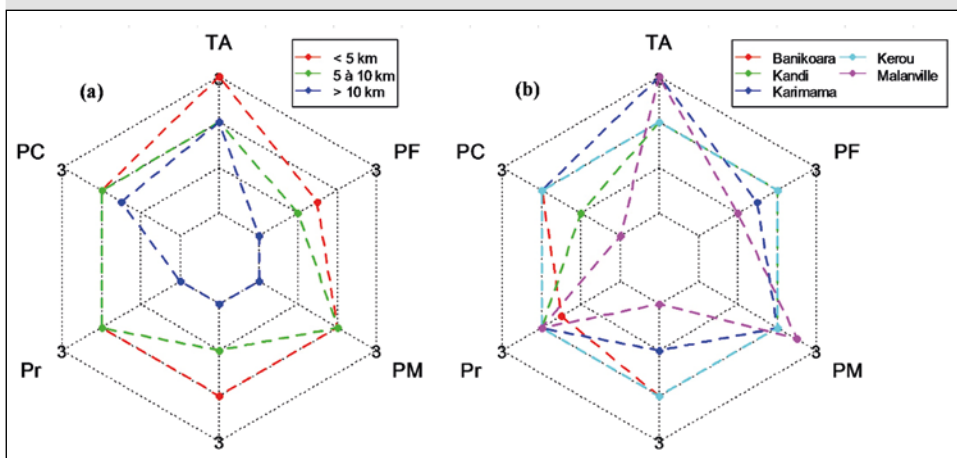 TA
(a)
< 5 km
5 à 10 km
> 10 km
PC
3
3
PF
Pr
3
3
PM
3
TA
(b)
Banikoara
Kandi
Karimama
Kerou
Malanville
PC
3
3
PF
Pr
3
3
PM
3